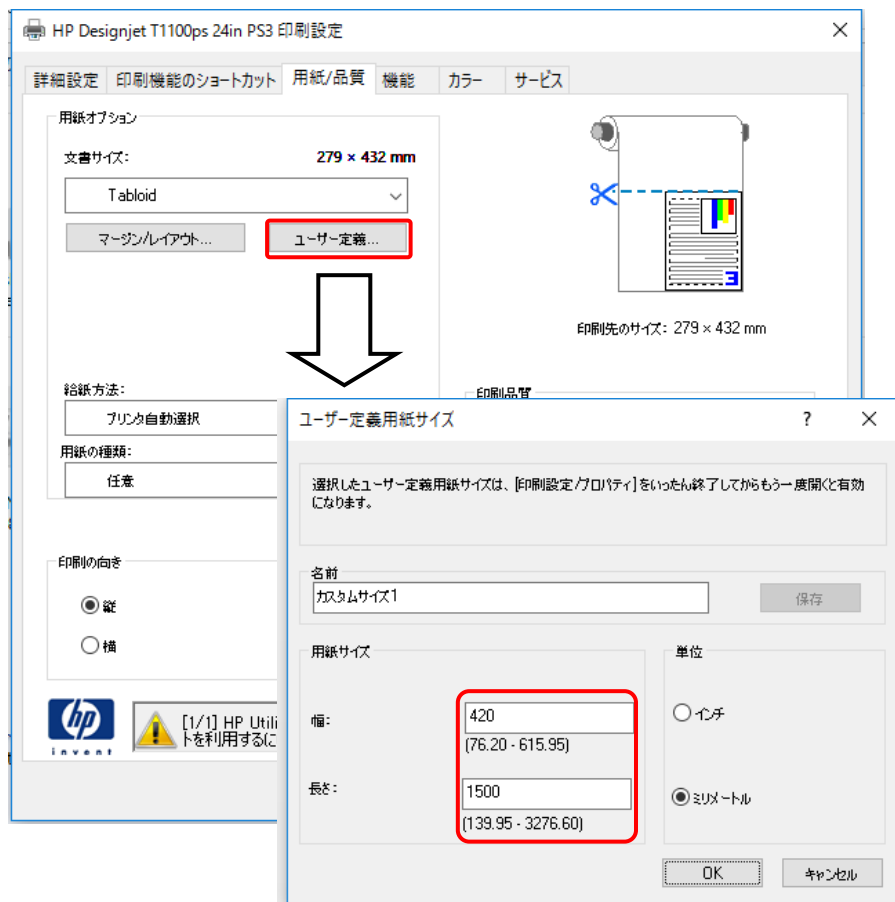 HP Designjet T1100ps 24in PS3 印刷設定
詳細設定 印刷機能のショートカット 用紙/品質 機能 カラー サービス
用紙オプション
文書サイズ: 279 × 432 mm
Tabloid
マージン/レイアウト... ユーザー定義...
3
印刷先のサイズ: 279 × 432 mm
給紙方法:
プリンタ自動選択
用紙の種類:
任意
印刷品質
印刷の向き
縦
横
hp
invent
[1/1] HP Utili
トを利用するに
ユーザー定義用紙サイズ ?
選択したユーザー定義用紙サイズは、[印刷設定/プロパティ]をいったん終了してからもう一度開くと有効
になります。
名前
カスタムサイズ1 保存
用紙サイズ 単位
幅: 420 インチ
(76.20 - 615.95)
長さ: 1500 ミリメートル
(139.95 - 3276.60)
OK キャンセル